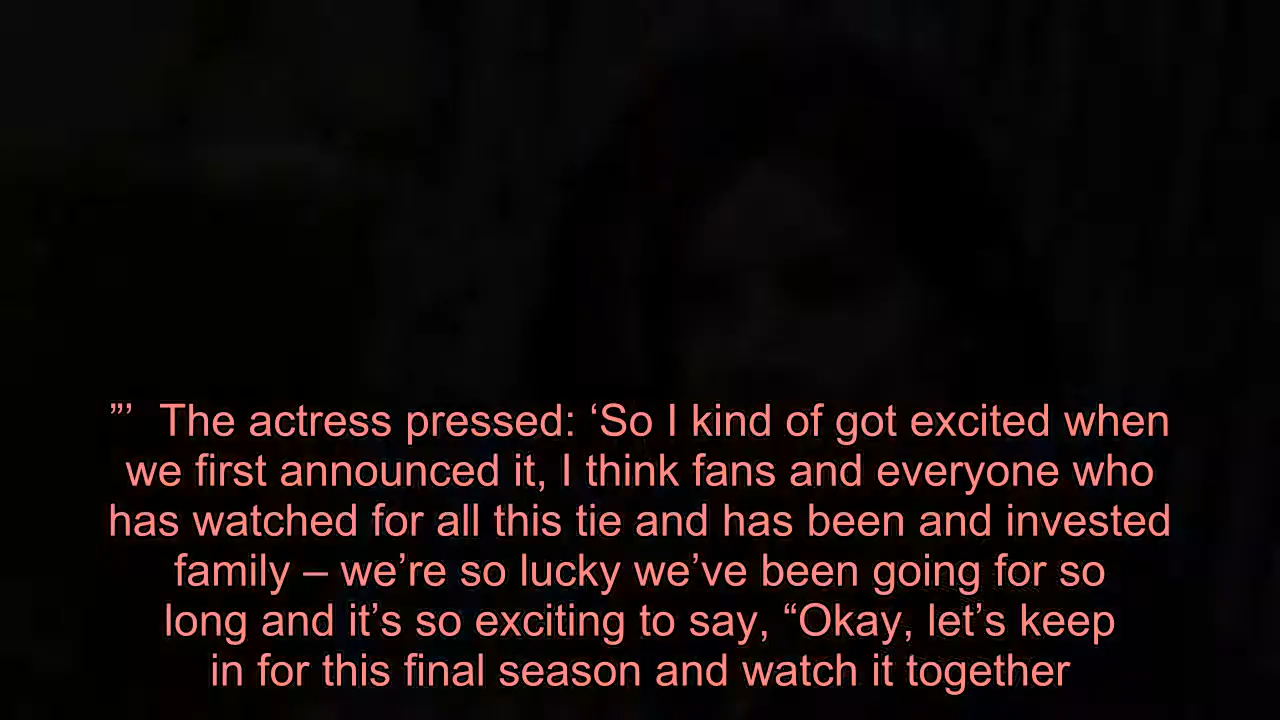 ”’  The actress pressed: ‘So I kind of got excited when
we first announced it, I think fans and everyone who
has watched for all this tie and has been and invested
family – we’re so lucky we’ve been going for so
long and it’s so exciting to say, “Okay, let’s keep
in for this final season and watch it together